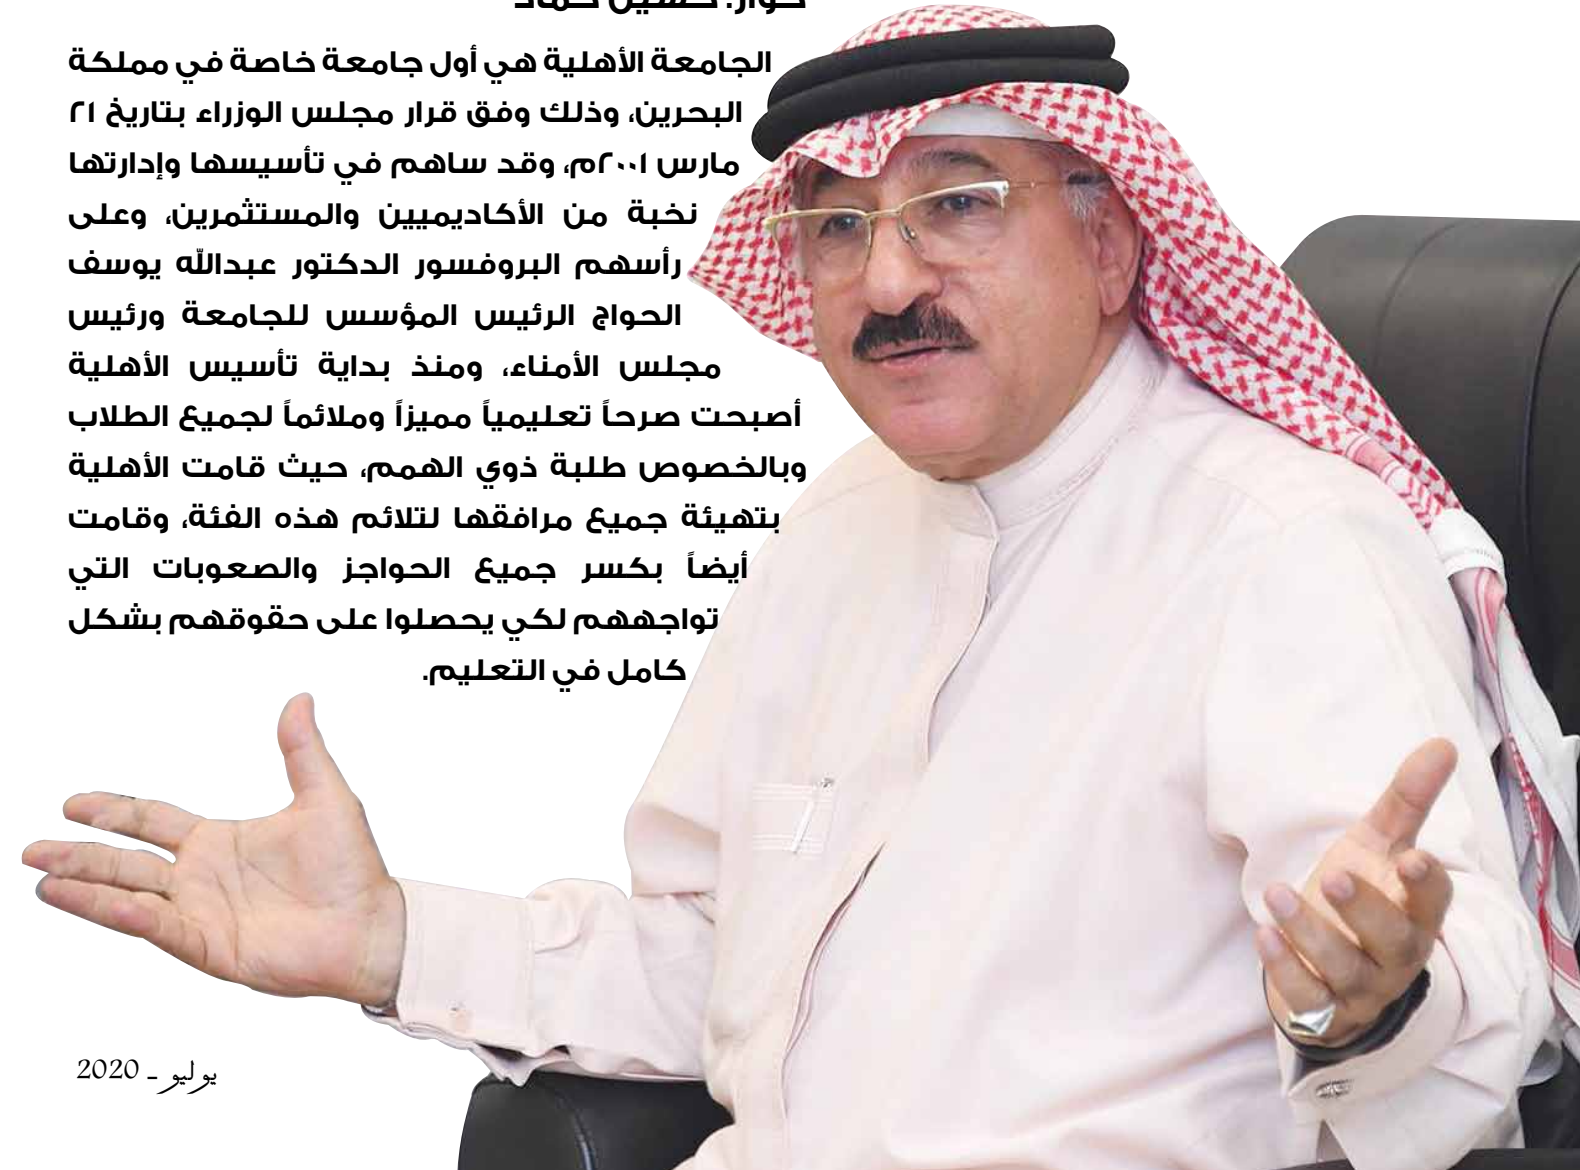 الجامعة الأهلية هي أول جامعة خاصة في مملكة
البحرين، وذلك وفق قرار مجلس الوزراء بتاريخ ٢١
مارس ٢٠٠١م، وقد ساهم في تأسيسها وإدارتها
نخبة من الأكاديميين والمستثمرين، وعلى
رأسهم البروفسور الدكتور عبدالله يوسف
الحواج الرئيس المؤسس للجامعة ورئيس
مجلس الأمناء، ومنذ بداية تأسيس الأهلية
أصبحت صرحاً تعليمياً مميزاً وملائماً لجميع الطلاب
وبالخصوص طلبة ذوي الهمم، حيث قامت الأهلية
بتهيئة جميع مرافقها لتلائم هذه الفئة، وقامت
أيضاً بكسر جميع الحواجز والصعوبات التي
تواجههم لكي يحصلوا على حقوقهم بشكل
كامل في التعليم.
يوليو - 2020